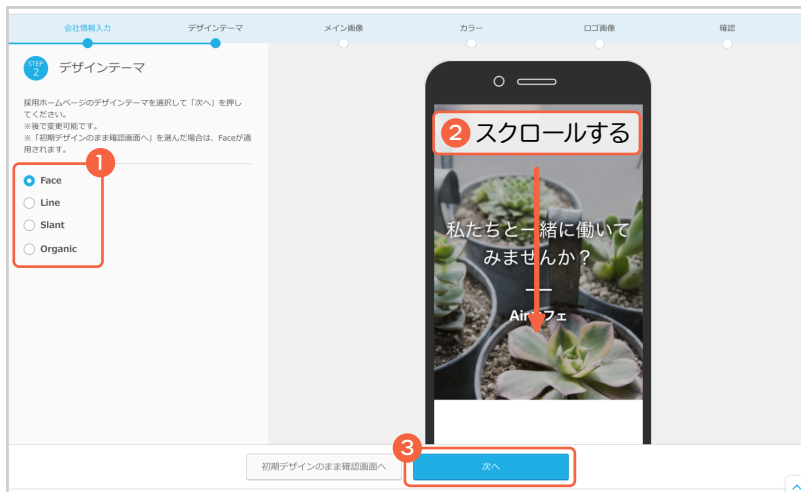 会社情報入力
デザインテーマ
メイン画像
カラー
ロゴ画像
確認
STEP
2
デザインテーマ
採用ホームページのデザインテーマを選択して「次へ」を押し
てください。
※後で変更可能です。
※「初期デザインのまま確認画面へ」を選んだ場合は、Faceが適
用されます。
1
Face
Line
Slant
Organic
2 スクロールする
私たちと一緒に働いて
みませんか？
Airカフェ
3
初期デザインのまま確認画面へ
次へ